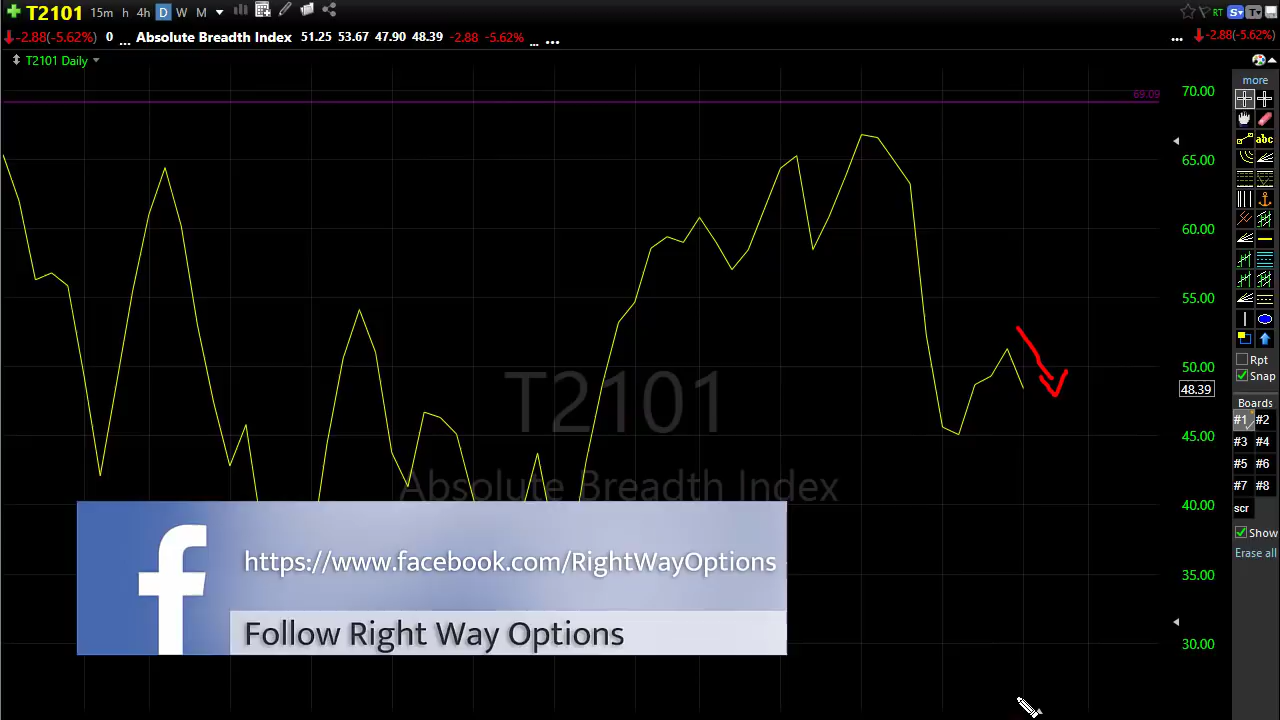 T2101 15m h 4h D W M RT S T
-2.88(-5.62%) 0 ... Absolute Breadth Index 51.25 53.67 47.90 48.39 -2.88 -5.62% ... ... ... -2.88(-5.62%)
T2101 Daily
more
69.09
70.00
65.00
60.00
55.00
50.00
48.39
45.00
40.00
35.00
30.00
abc
Rpt
Snap
Boards
#1 #2
#3 #4
#5 #6
#7 #8
scr
Show
Erase all
T2101
Absolute Breadth Index
f
https://www.facebook.com/RightWayOptions
Follow Right Way Options